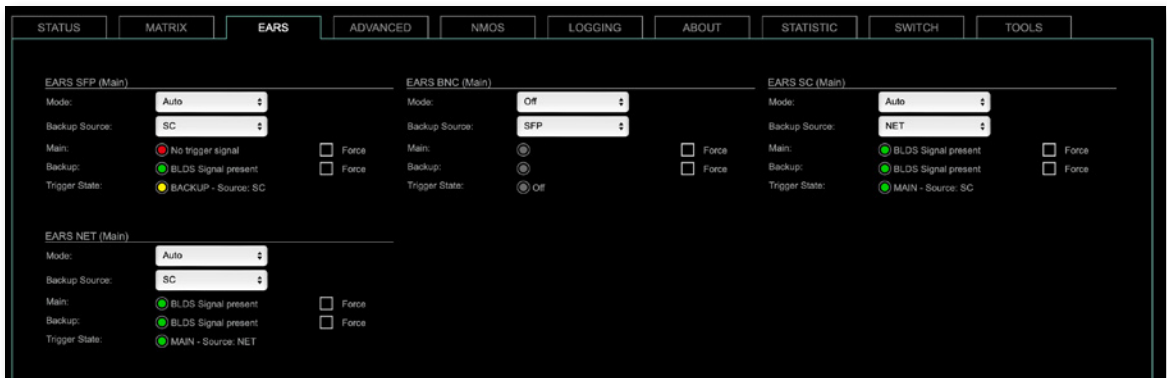 STATUS MATRIX EARS ADVANCED NMOS LOGGING ABOUT STATISTIC SWITCH TOOLS
EARS SFP (Main)
Mode: Auto
Backup Source: SC
Main: No trigger signal Force
Backup: BLDS Signal present Force
Trigger State: BACKUP - Source: SC
EARS BNC (Main)
Mode: Off
Backup Source: SFP
Main: Force
Backup: Force
Trigger State: Off
EARS SC (Main)
Mode: Auto
Backup Source: NET
Main: BLDS Signal present Force
Backup: BLDS Signal present Force
Trigger State: MAIN - Source: SC
EARS NET (Main)
Mode: Auto
Backup Source: SC
Main: BLDS Signal present Force
Backup: BLDS Signal present Force
Trigger State: MAIN - Source: NET